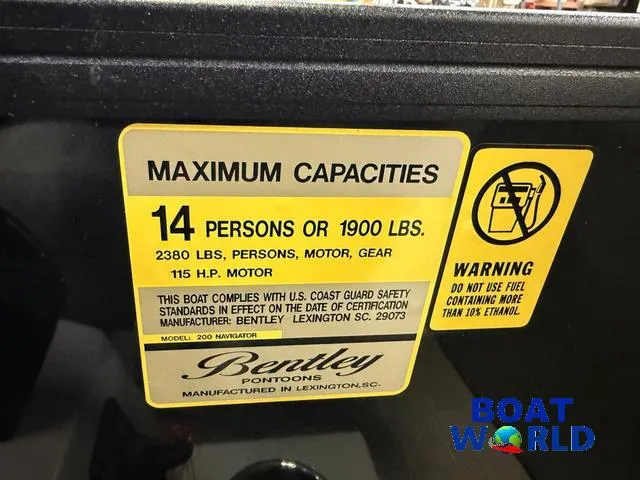 MAXIMUM CAPACITIES
14 PERSONS OR 1900 LBS.
2380 LBS, PERSONS, MOTOR, GEAR
115 H.P. MOTOR
THIS BOAT COMPLIES WITH U.S. COAST GUARD SAFETY
STANDARDS IN EFFECT ON THE DATE OF CERTIFICATION
MANUFACTURER: BENTLEY LEXINGTON SC. 29073
MODEL: 200 NAVIGATOR
Bentley
PONTOONS
MANUFACTURED IN LEXINGTON, SC.
WARNING
DO NOT USE FUEL
CONTAINING MORE
THAN 10% ETHANOL.
BOAT
WORLD